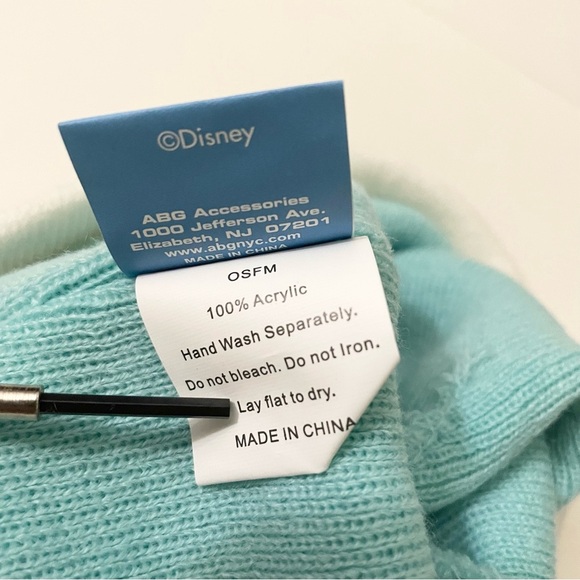 ©Disney
ABG Accessories
1000 Jefferson Ave.
Elizabeth, NJ 07201
www.abgnyc.com
MADE IN CHINA
OSFM
100% Acrylic
Hand Wash Separately.
Do not bleach. Do not Iron.
Lay flat to dry.
MADE IN CHINA